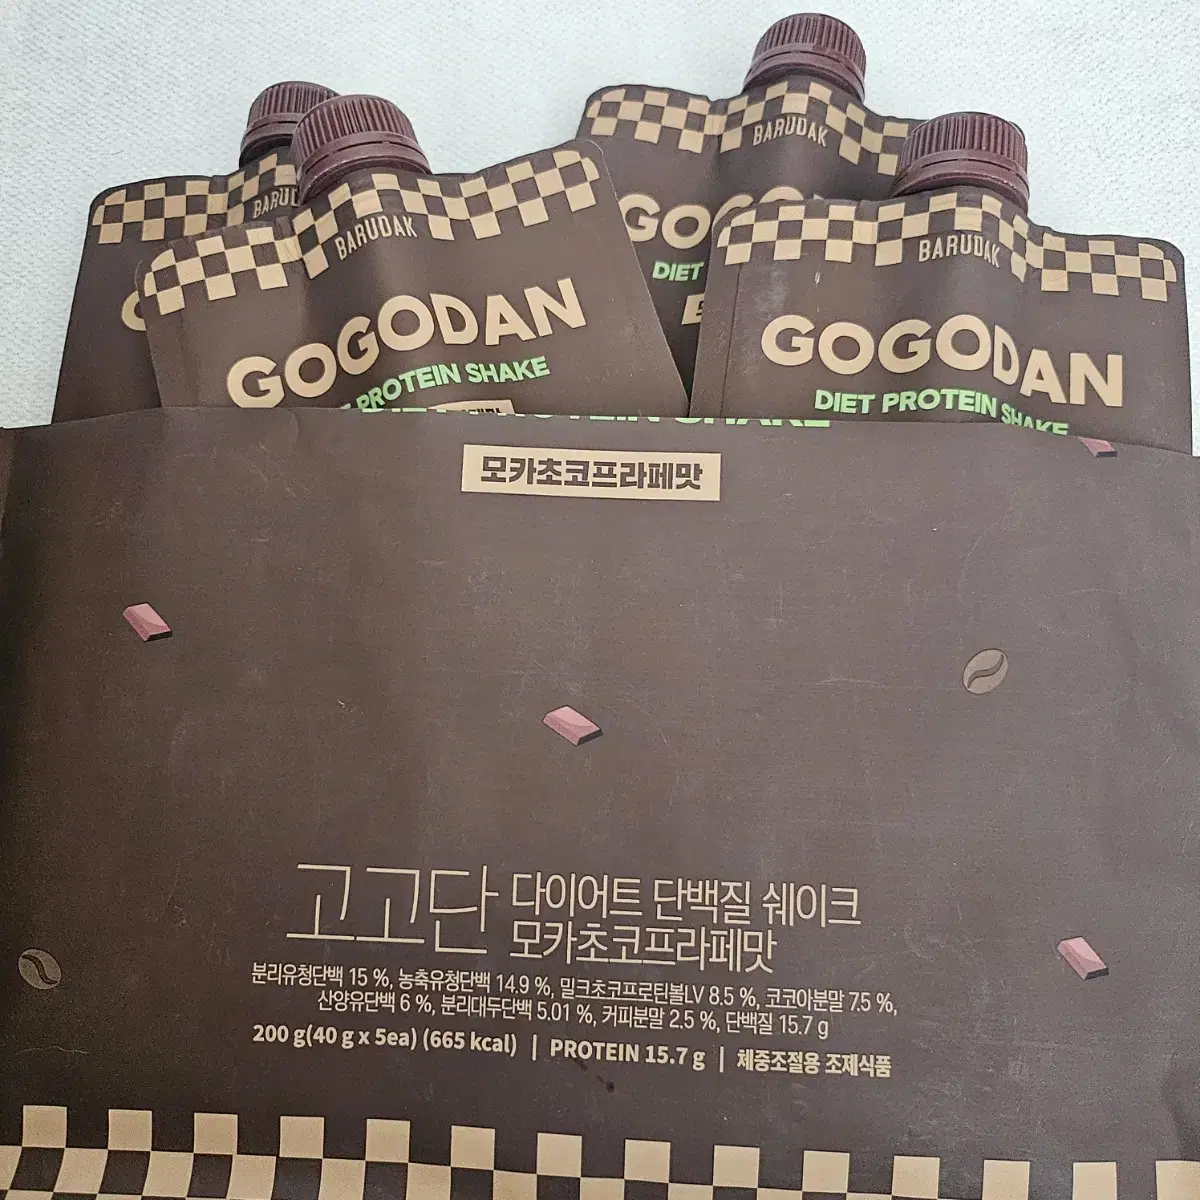 BARUDAK
BARUDAK
BARUDAK
GOGODAN
DIET
GOGODAN
PROTEIN SHAKE
GOGODAN
DIET PROTEIN SHAKE
모카초코프라페맛
고고단 다이어트 단백질 쉐이크
모카초코프라페맛
분리유청단백 15 %, 농축유청단백 14.9 %, 밀크초코프로틴볼LV 8.5 %, 코코아분말 7.5 %,
산양유단백 6 %, 분리대두단백 5.01 %, 커피분말 2.5 %, 단백질 15.7 g
200 g(40 g x 5ea) (665 kcal) | PROTEIN 15.7 g | 체중조절용 조제식품